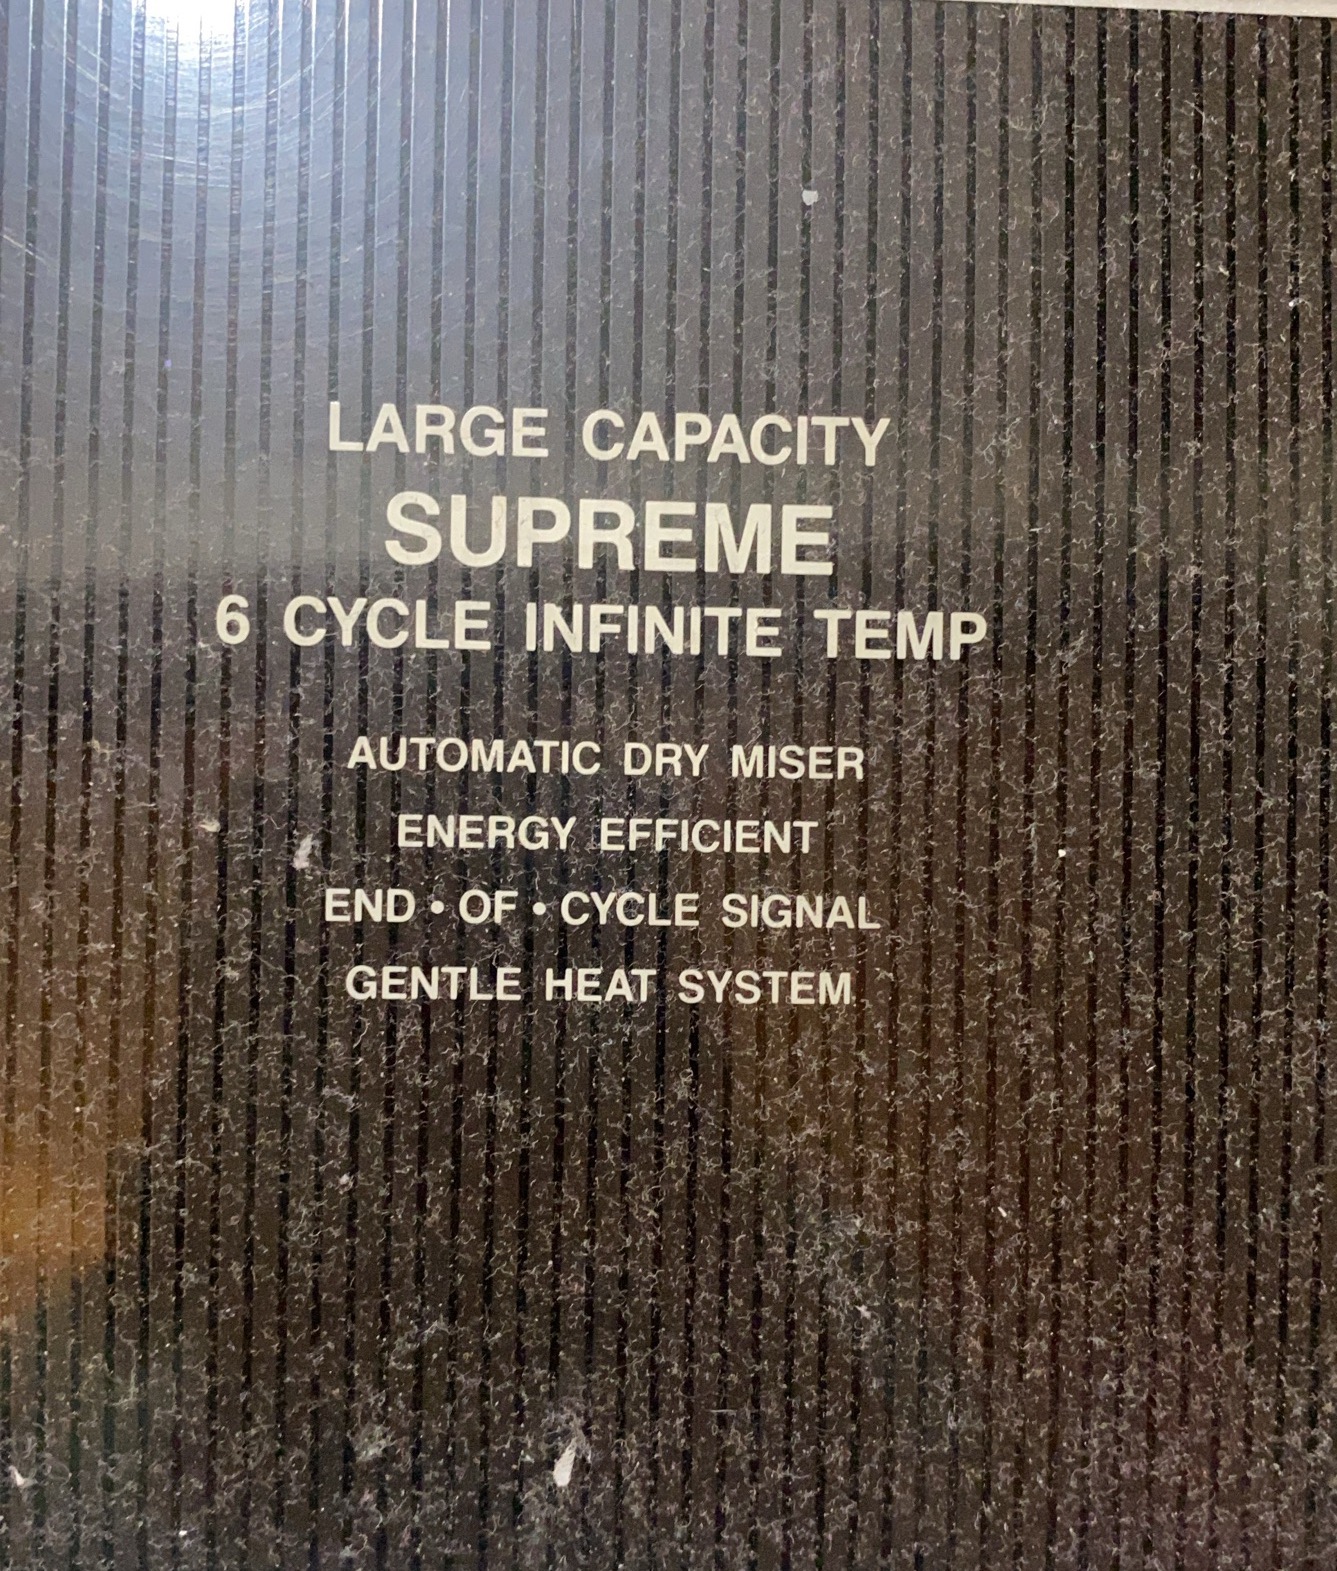 LARGE CAPACITY
SUPREME
6 CYCLE INFINITE TEMP
AUTOMATIC DRY MISER
ENERGY EFFICIENT
END • OF • CYCLE SIGNAL
GENTLE HEAT SYSTEM